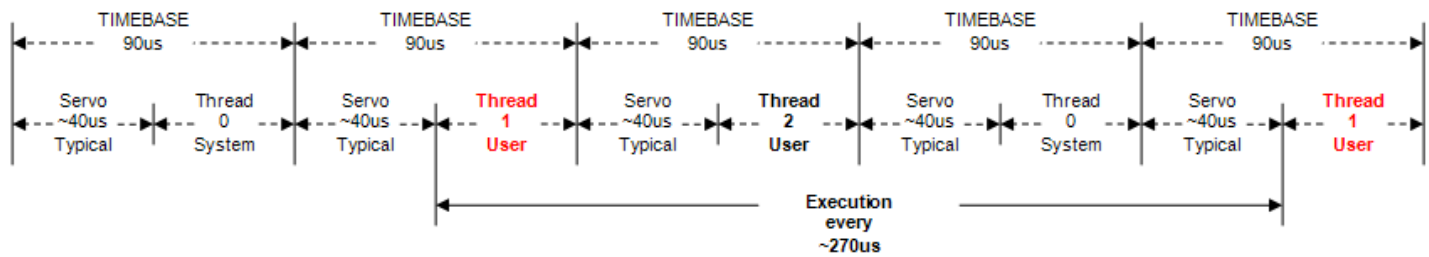 TIMEBASE TIMEBASE TIMEBASE TIMEBASE TIMEBASE
90us 90us 90us 90us 90us
Servo Thread Servo Thread Servo Thread Servo Thread Servo Thread
~40us 0 ~40us 1 ~40us 2 ~40us 0 ~40us 1
Typical System Typical User Typical User Typical System Typical User
Execution
every
~270us